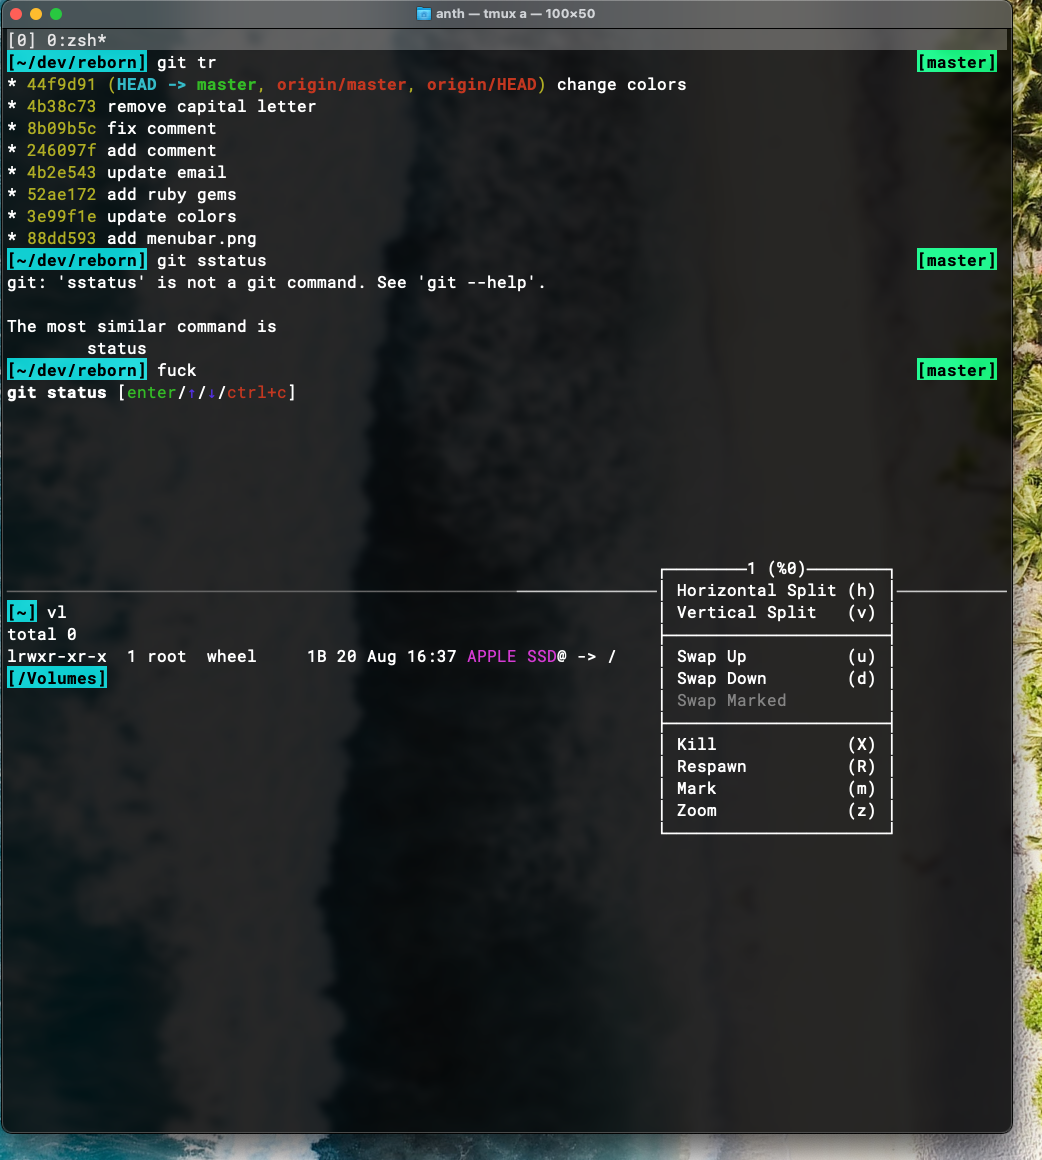 anth — tmux a — 100×50
[0] 0:zsh*
[~/dev/reborn] git tr [master]
* 44f9d91 (HEAD -> master, origin/master, origin/HEAD) change colors
* 4b38c73 remove capital letter
* 8b09b5c fix comment
* 246097f add comment
* 4b2e543 update email
* 52ae172 add ruby gems
* 3e99f1e update colors
* 88dd593 add menubar.png
[~/dev/reborn] git sstatus [master]
git: 'sstatus' is not a git command. See 'git --help'.
The most similar command is
status
[~/dev/reborn] fuck [master]
git status [enter/↑/↓/ctrl+c]
[~] vl
total 0
lrwxr-xr-x 1 root wheel 1B 20 Aug 16:37 APPLE SSD@ -> /
[/Volumes]
1 (%0)
Horizontal Split (h)
Vertical Split (v)
Swap Up (u)
Swap Down (d)
Swap Marked
Kill (X)
Respawn (R)
Mark (m)
Zoom (z)